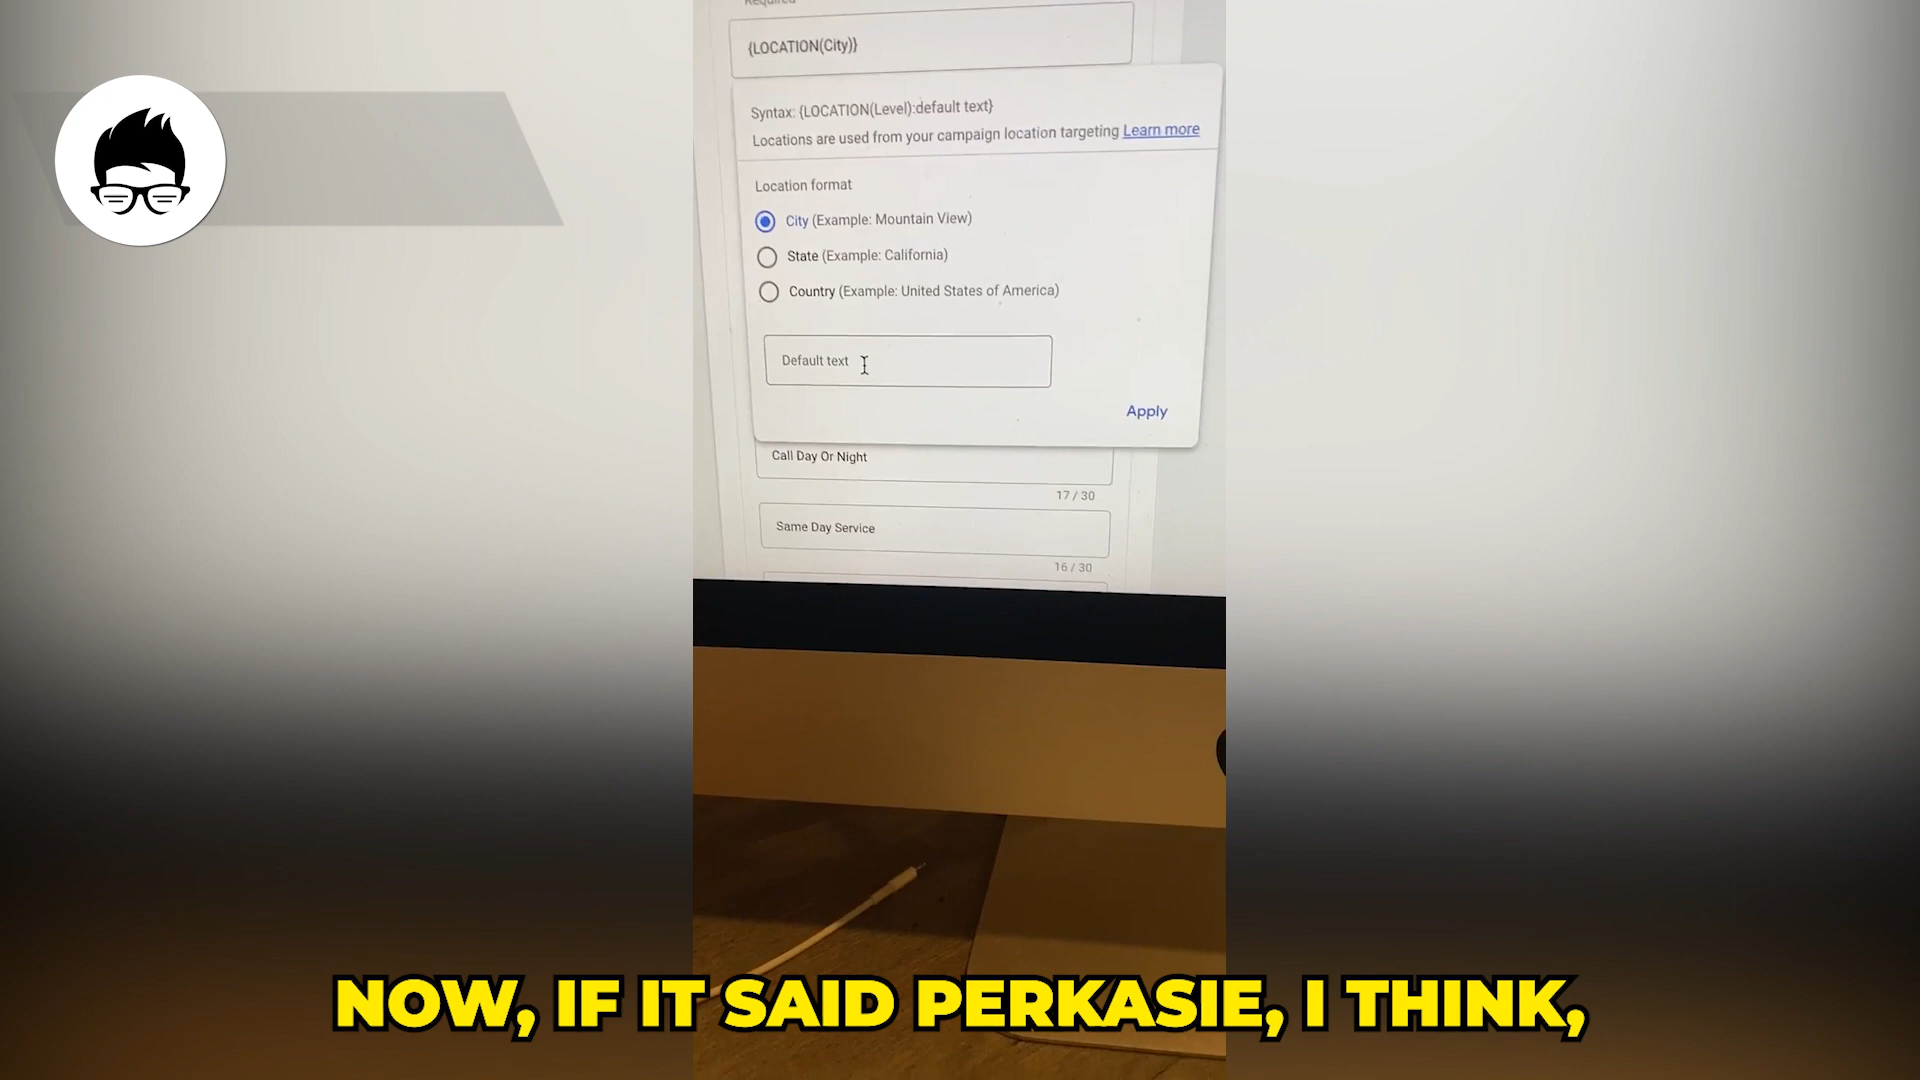 Required
{LOCATION(City)}
Syntax: {LOCATION(Level):default text}
Locations are used from your campaign location targeting Learn more
Location format
City (Example: Mountain View)
State (Example: California)
Country (Example: United States of America)
Default text
Apply
Call Day Or Night
17 / 30
Same Day Service
16 / 30
NOW, IF IT SAID PERKASIE, I THINK,